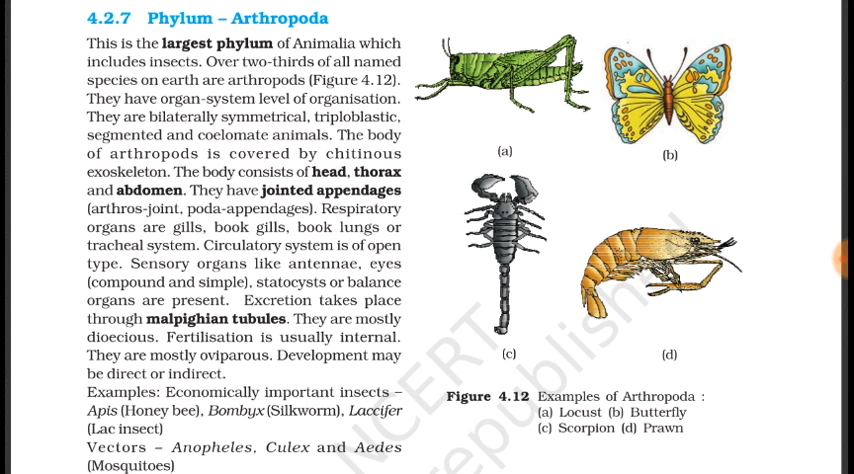 4.2.7 Phylum – Arthropoda
This is the largest phylum of Animalia which
includes insects. Over two-thirds of all named
species on earth are arthropods (Figure 4.12).
They have organ-system level of organisation.
They are bilaterally symmetrical, triploblastic,
segmented and coelomate animals. The body
of arthropods is covered by chitinous
exoskeleton. The body consists of head, thorax
and abdomen. They have jointed appendages
(arthros-joint, poda-appendages). Respiratory
organs are gills, book gills, book lungs or
tracheal system. Circulatory system is of open
type. Sensory organs like antennae, eyes
(compound and simple), statocysts or balance
organs are present. Excretion takes place
through malpighian tubules. They are mostly
dioecious. Fertilisation is usually internal.
They are mostly oviparous. Development may
be direct or indirect.
Examples: Economically important insects –
Apis (Honey bee), Bombyx (Silkworm), Laccifer
(Lac insect)
Vectors – Anopheles, Culex and Aedes
(Mosquitoes)
(a)
(b)
(c)
(d)
Figure 4.12 Examples of Arthropoda :
(a) Locust (b) Butterfly
(c) Scorpion (d) Prawn
NCERT
republish